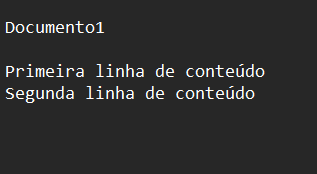 Documento1
Primeira linha de conteúdo
Segunda linha de conteúdo